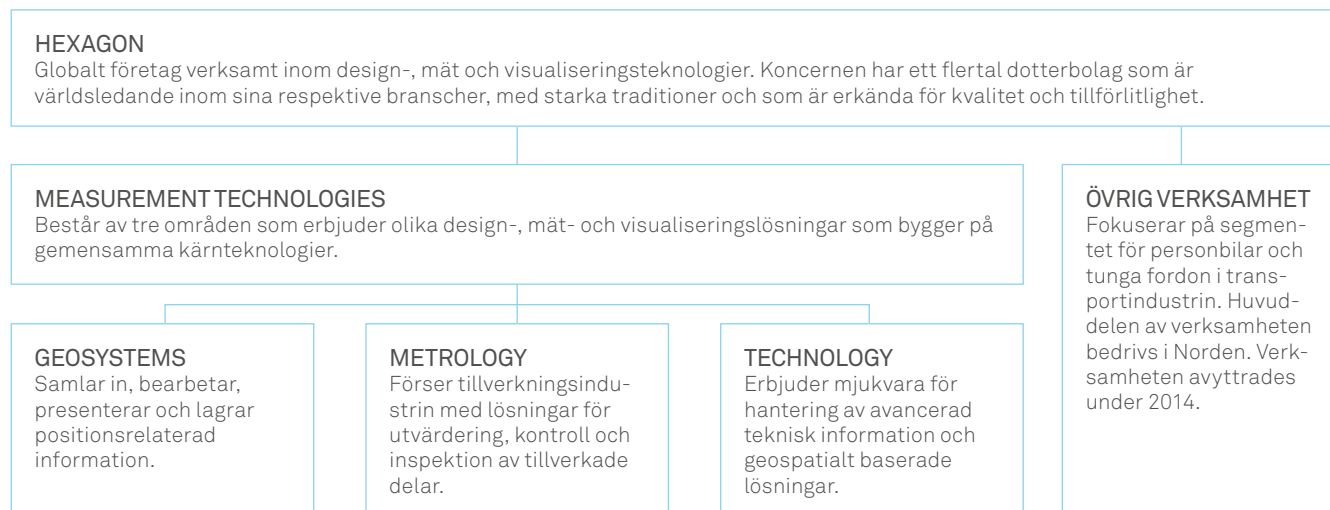 HEXAGON
Globalt företag verksamt inom design-, mät och visualiseringsteknologier. Koncernen har ett flertal dotterbolag som är
världsledande inom sina respektive branscher, med starka traditioner och som är erkända för kvalitet och tillförlitlighet.
MEASUREMENT TECHNOLOGIES
Består av tre områden som erbjuder olika design-, mät- och visualiseringslösningar som bygger på
gemensamma kärnteknologier.
ÖVRIG VERKSAMHET
Fokuserar på segmen-
tet för personbilar och
tunga fordon i trans-
portindustrin. Huvud-
delen av verksamheten
bedrivs i Norden. Verk-
samheten avyttrades
under 2014.
GEOSYSTEMS
Samlar in, bearbetar,
presenterar och lagrar
positionsrelaterad
information.
METROLOGY
Förser tillverkningsindu-
strin med lösningar för
utvärdering, kontroll och
inspektion av tillverkade
delar.
TECHNOLOGY
Erbjuder mjukvara för
hantering av avancerad
teknisk information och
geospatialt baserade
lösningar.